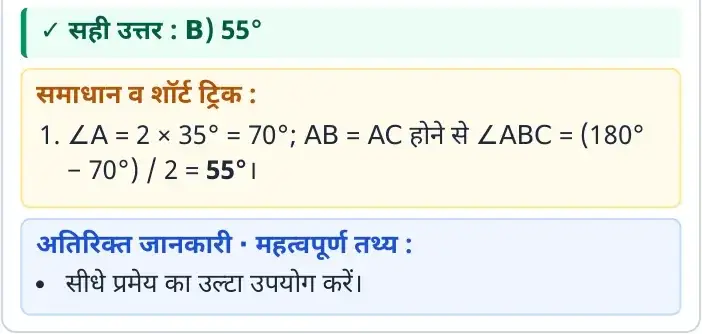 ✓ सही उत्तर : B) 55°
समाधान व शॉर्ट ट्रिक :
1. ∠A = 2 × 35° = 70°; AB = AC होने से ∠ABC = (180°
− 70°) / 2 = 55°।
अतिरिक्त जानकारी · महत्वपूर्ण तथ्य :
• सीधे प्रमेय का उल्टा उपयोग करें।